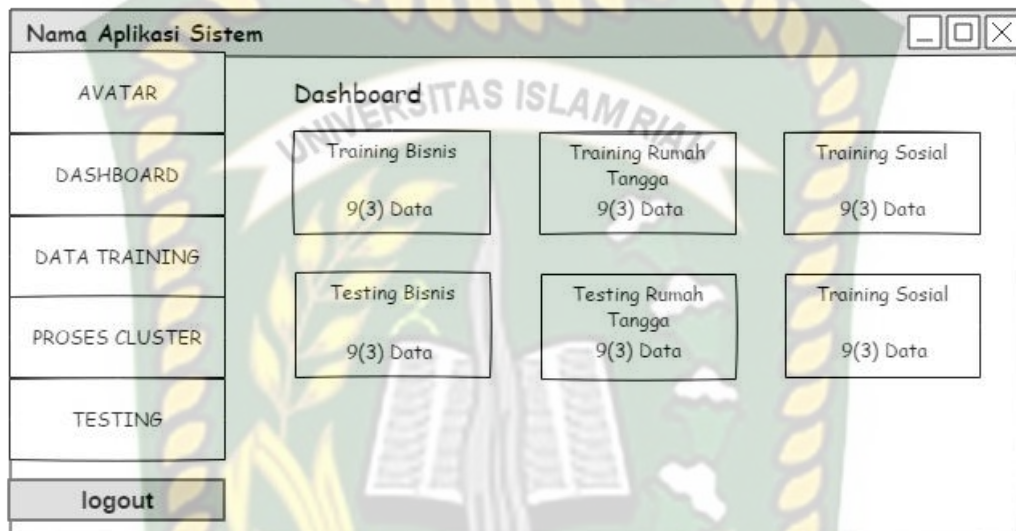 Nama Aplikasi Sistem
AVATAR
DASHBOARD
DATA TRAINING
PROSES CLUSTER
TESTING
logout
Dashboard
UNIVERSITAS ISLAM RIAU
Training Bisnis
9(3) Data
Training Rumah
Tangga
9(3) Data
Training Sosial
9(3) Data
Testing Bisnis
9(3) Data
Testing Rumah
Tangga
9(3) Data
Training Sosial
9(3) Data